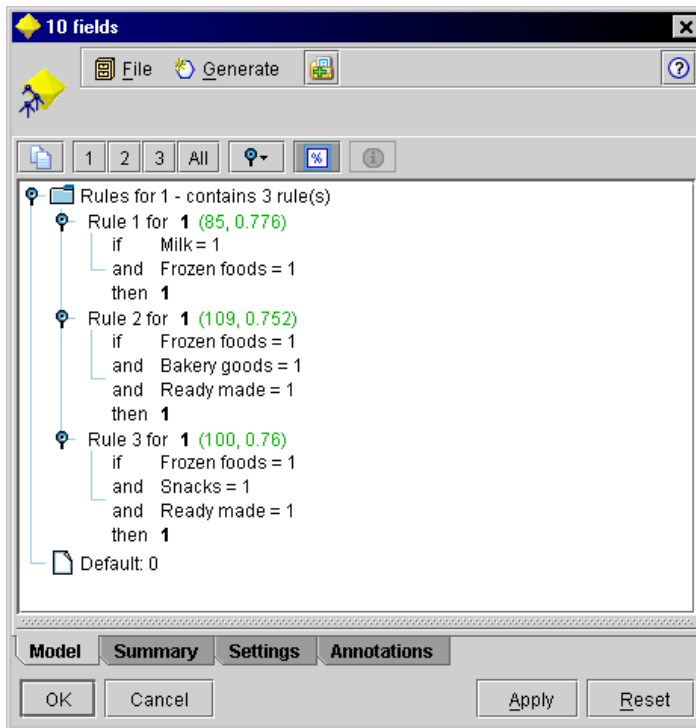 10 fields
File Generate
1 2 3 All %
Rules for 1 - contains 3 rule(s)
Rule 1 for 1 (85, 0.776)
if Milk = 1
and Frozen foods = 1
then 1
Rule 2 for 1 (109, 0.752)
if Frozen foods = 1
and Bakery goods = 1
and Ready made = 1
then 1
Rule 3 for 1 (100, 0.76)
if Frozen foods = 1
and Snacks = 1
and Ready made = 1
then 1
Default: 0
Model Summary Settings Annotations
OK Cancel Apply Reset